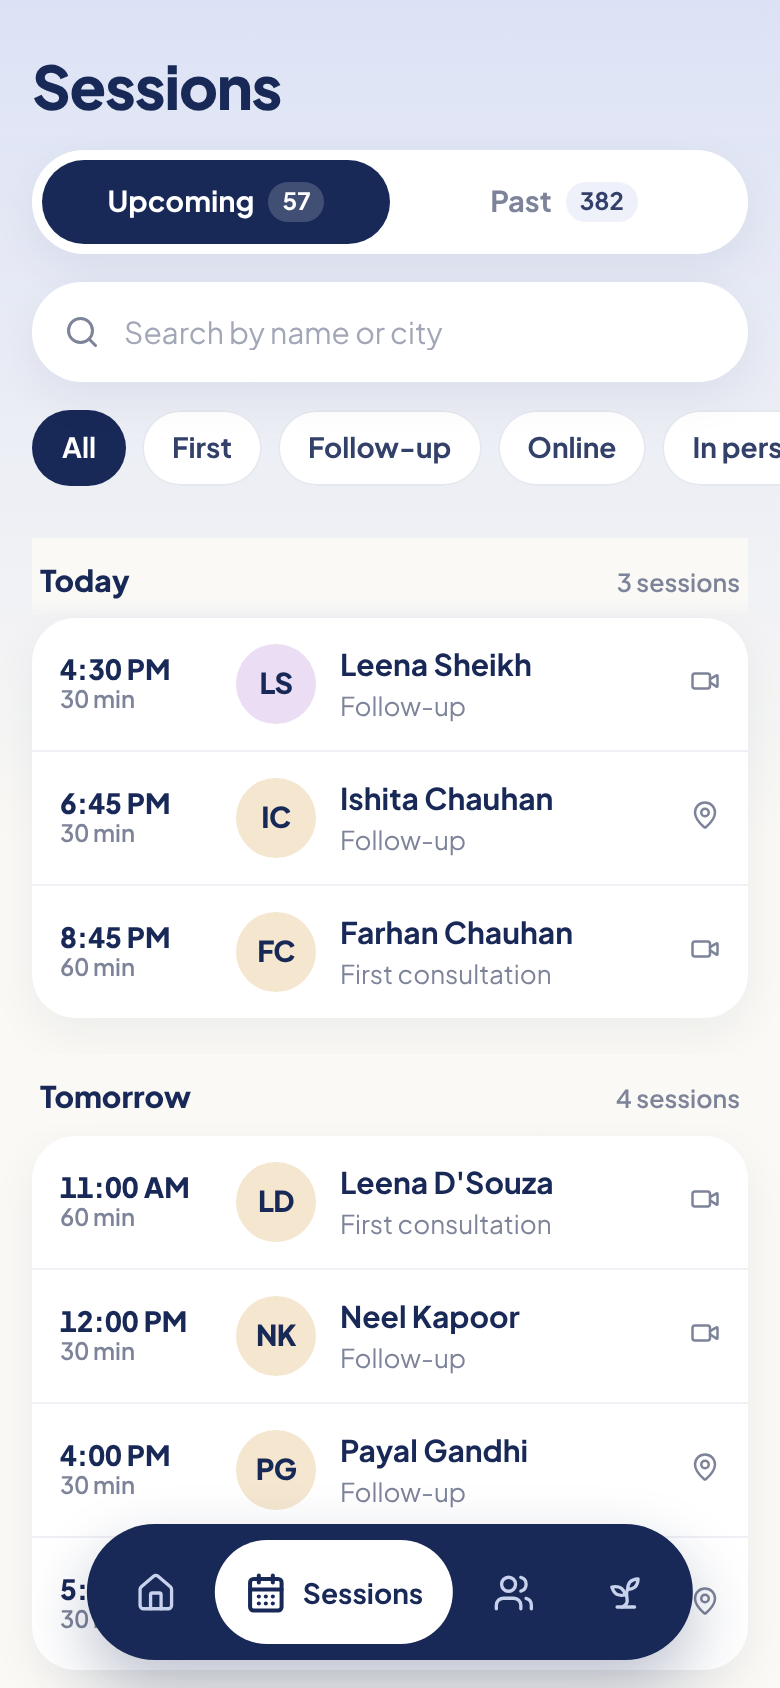 Sessions
Upcoming 57
Past 382
Search by name or city
All
First
Follow-up
Online
In pers
Today
3 sessions
4:30 PM
30 min
LS
Leena Sheikh
Follow-up
6:45 PM
30 min
IC
Ishita Chauhan
Follow-up
8:45 PM
60 min
FC
Farhan Chauhan
First consultation
Tomorrow
4 sessions
11:00 AM
60 min
LD
Leena D'Souza
First consultation
12:00 PM
30 min
NK
Neel Kapoor
Follow-up
4:00 PM
30 min
PG
Payal Gandhi
Follow-up
5:
30
Sessions